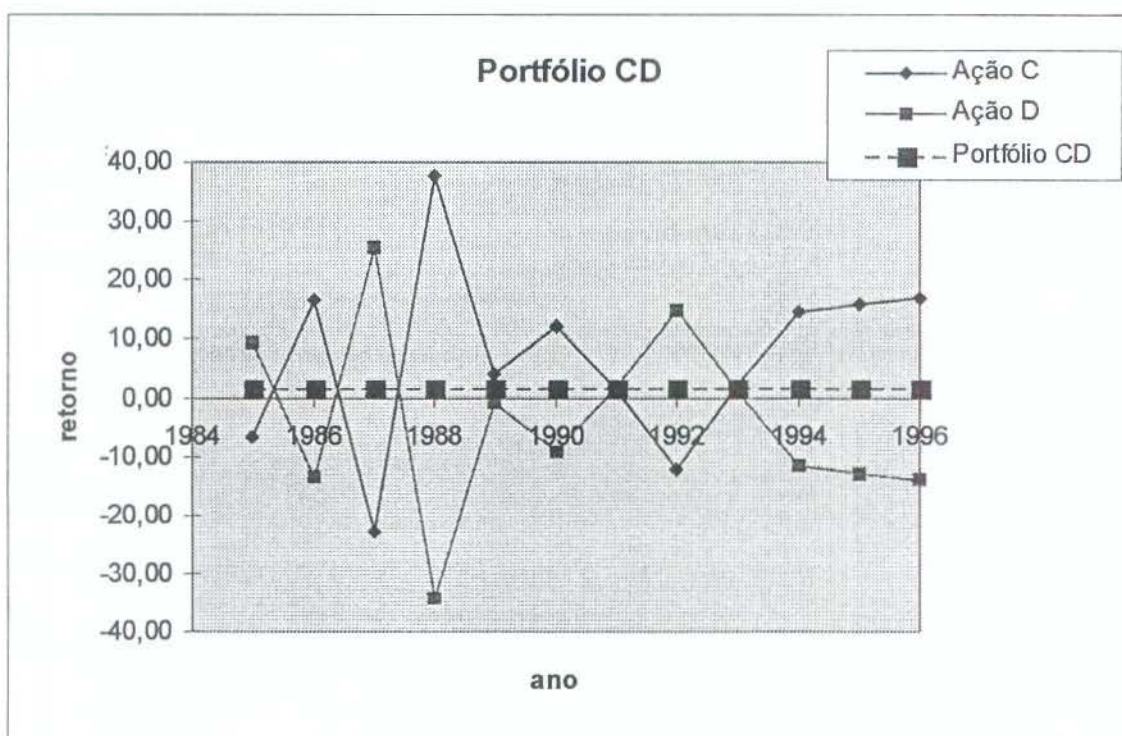 Portfólio CD
Ação C
Ação D
Portfólio CD
40,00
30,00
20,00
10,00
0,00
-10,00
-20,00
-30,00
-40,00
1984
1986
1988
1990
1992
1994
1996
retorno
ano